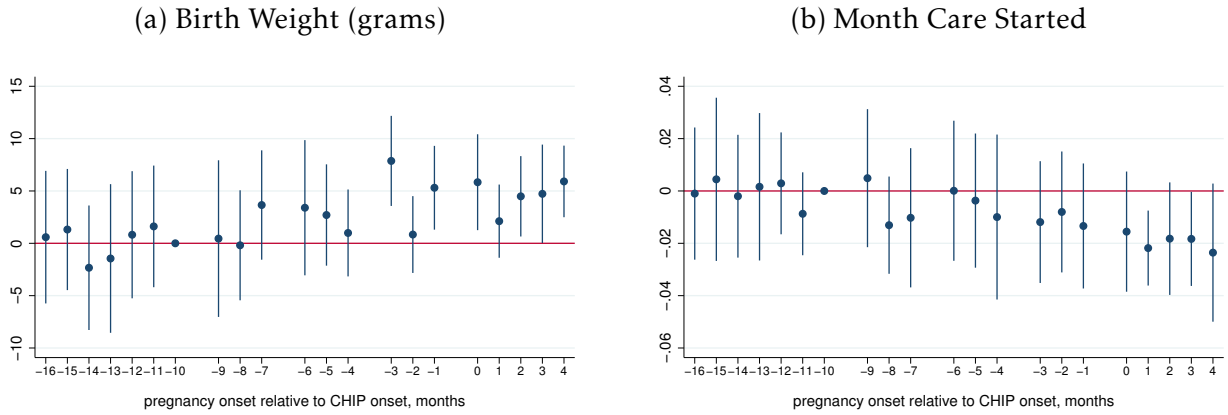 (a) Birth Weight (grams)
15
10
5
0
−5
−10
−16 −15 −14 −13 −12 −11 −10 −9 −8 −7 −6 −5 −4 −3 −2 −1 0 1 2 3 4
pregnancy onset relative to CHIP onset, months
(b) Month Care Started
.04
.02
0
−.02
−.04
−.06
−16 −15 −14 −13 −12 −11 −10 −9 −8 −7 −6 −5 −4 −3 −2 −1 0 1 2 3 4
pregnancy onset relative to CHIP onset, months